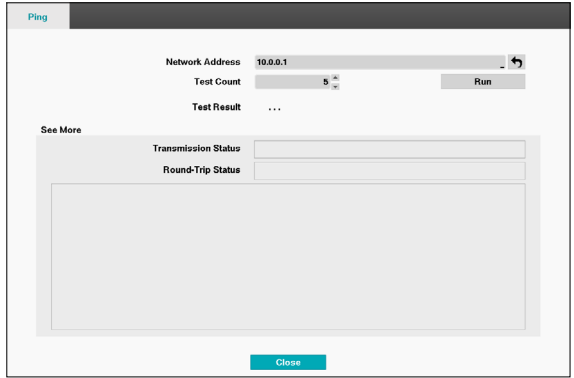 Ping
Network Address 10.0.0.1 _
Test Count 5 Run
Test Result ...
See More
Transmission Status
Round-Trip Status
Close